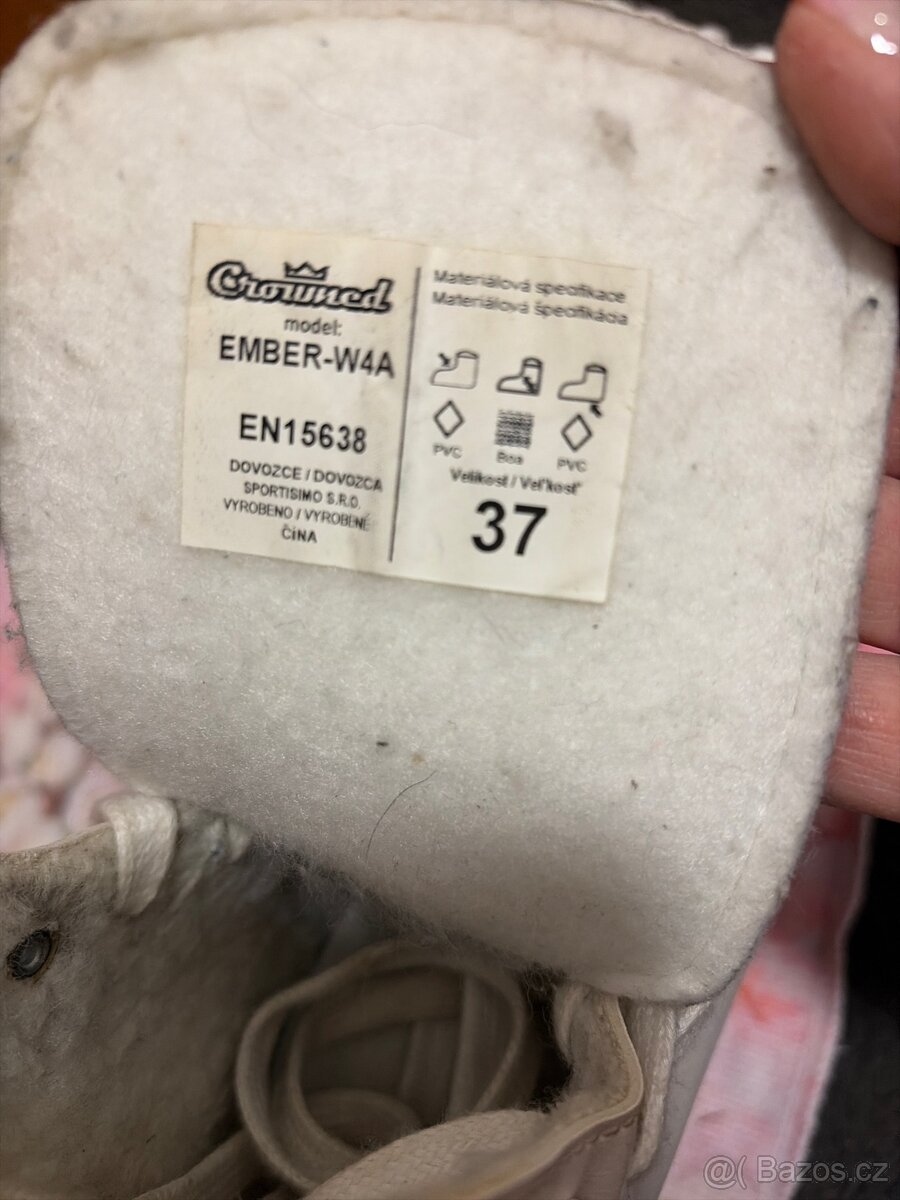 Crowned
model:
EMBER-W4A
EN15638
DOVOZCE / DOVOZCA
SPORTISIMO S.R.O.
VYROBENO / VYROBENÉ
ČÍNA
Materiálová specifikace
Materiálová špecifikácia
PVC Boa PVC
Velikost / Veľkosť
37
@( Bazos.cz